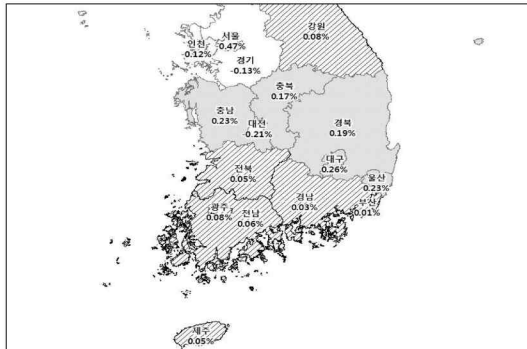 강원
0.08%
서울
0.47%
인천
-0.12%
경기
-0.13%
충북
0.17%
충남
0.23%
대전
-0.21%
경북
0.19%
대구
0.26%
전북
0.05%
울산
0.23%
경남
0.03%
부산
0.01%
광주
0.08%
전남
0.06%
제주
0.05%